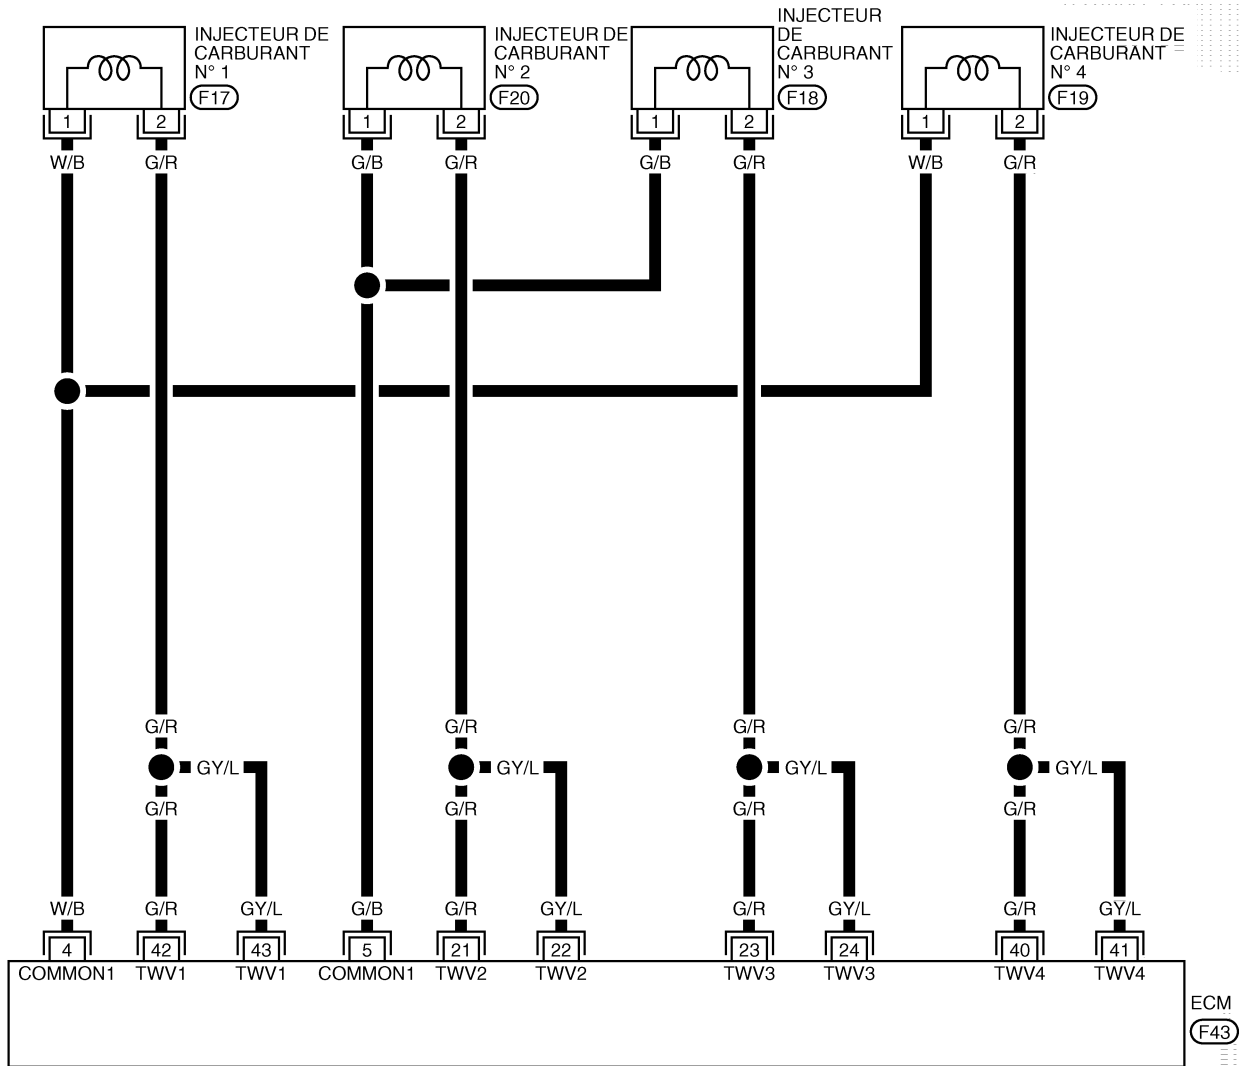 INJECTEUR DE
CARBURANT
N° 1
F17
INJECTEUR DE
CARBURANT
N° 2
F20
INJECTEUR
DE
CARBURANT
N° 3
F18
INJECTEUR DE
CARBURANT
N° 4
F19
1 2 1 2 1 2 1 2
W/B G/R G/B G/R G/B G/R W/B G/R
G/R G/R G/R G/R
GY/L GY/L GY/L GY/L
G/R G/R G/R G/R
W/B G/R GY/L G/B G/R GY/L G/R GY/L G/R GY/L
4 42 43 5 21 22 23 24 40 41
COMMON1 TWV1 TWV1 COMMON1 TWV2 TWV2 TWV3 TWV3 TWV4 TWV4
ECM
F43